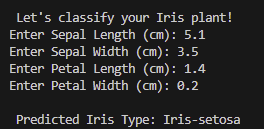 Let's classify your Iris plant!
Enter Sepal Length (cm): 5.1
Enter Sepal Width (cm): 3.5
Enter Petal Length (cm): 1.4
Enter Petal Width (cm): 0.2
Predicted Iris Type: Iris-setosa